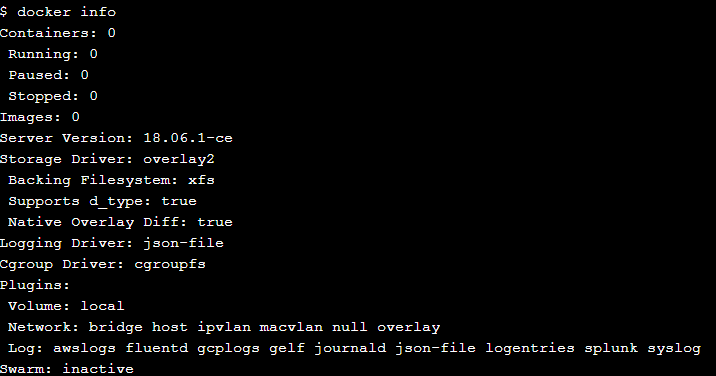 $ docker info
Containers: 0
 Running: 0
 Paused: 0
 Stopped: 0
Images: 0
Server Version: 18.06.1-ce
Storage Driver: overlay2
 Backing Filesystem: xfs
 Supports d_type: true
 Native Overlay Diff: true
Logging Driver: json-file
Cgroup Driver: cgroupfs
Plugins:
 Volume: local
 Network: bridge host ipvlan macvlan null overlay
 Log: awslogs fluentd gcplogs gelf journald json-file logentries splunk syslog
Swarm: inactive